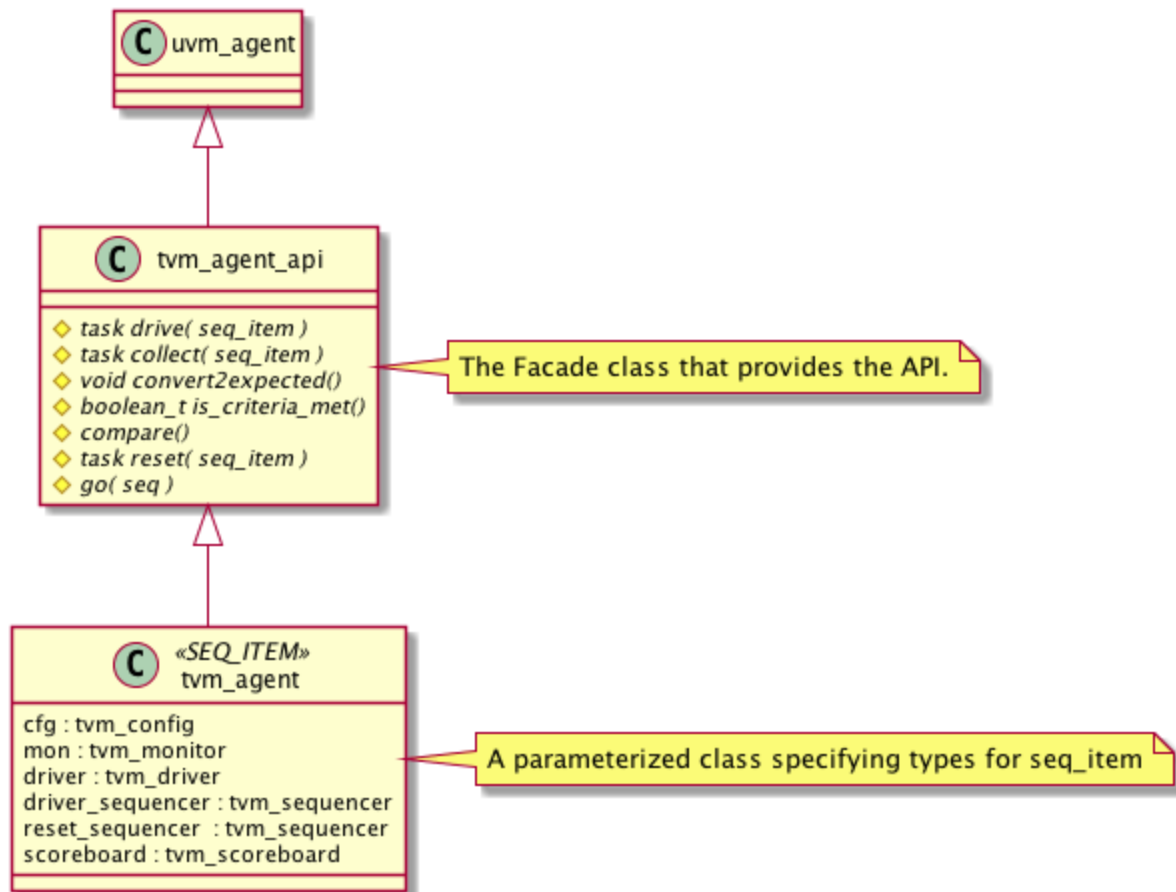 C uvm_agent
C tvm_agent_api
task drive( seq_item )
task collect( seq_item )
void convert2expected()
boolean_t is_criteria_met()
compare()
task reset( seq_item )
go( seq )
The Facade class that provides the API.
«SEQ_ITEM»
C tvm_agent
cfg : tvm_config
mon : tvm_monitor
driver : tvm_driver
driver_sequencer : tvm_sequencer
reset_sequencer : tvm_sequencer
scoreboard : tvm_scoreboard
A parameterized class specifying types for seq_item